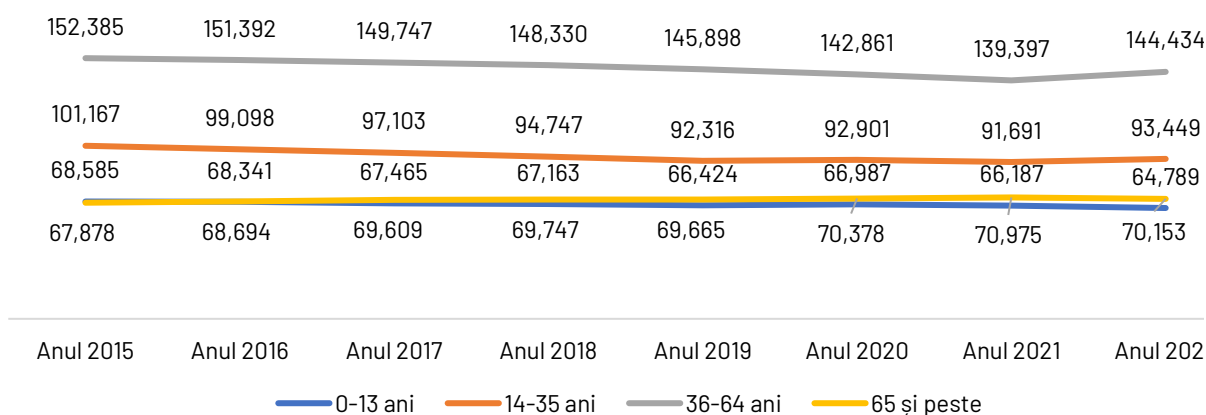 152,385 151,392 149,747 148,330 145,898 142,861 139,397 144,434
101,167 99,098 97,103 94,747 92,316 92,901 91,691 93,449
68,585 68,341 67,465 67,163 66,424 66,987 66,187 64,789
67,878 68,694 69,609 69,747 69,665 70,378 70,975 70,153
Anul 2015 Anul 2016 Anul 2017 Anul 2018 Anul 2019 Anul 2020 Anul 2021 Anul 202
0-13 ani 14-35 ani 36-64 ani 65 și peste